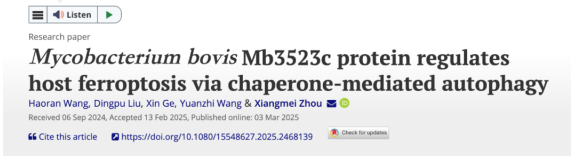 Listen
Research paper
Mycobacterium bovis Mb3523c protein regulates
host ferroptosis via chaperone-mediated autophagy
Haoran Wang, Dingpu Liu, Xin Ge, Yuanzhi Wang & Xiangmei Zhou
Received 06 Sep 2024, Accepted 13 Feb 2025, Published online: 03 Mar 2025
Cite this article https://doi.org/10.1080/15548627.2025.2468139 Check for updates